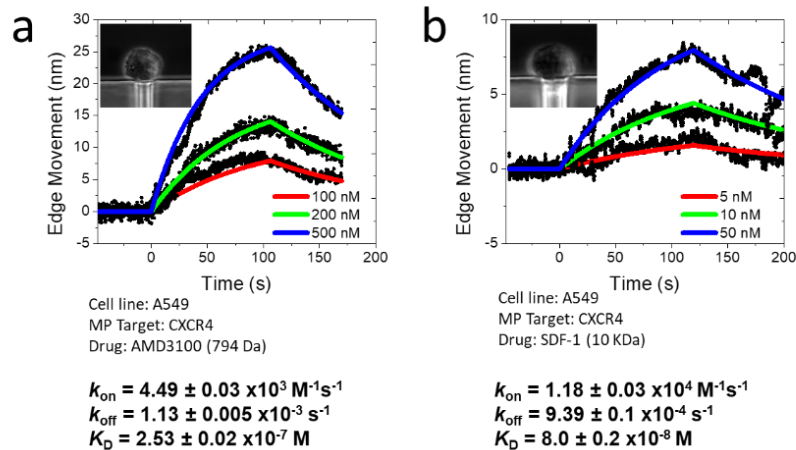 a
Edge Movement (nm)
30
25
20
15
10
5
0
-5
100 nM
200 nM
500 nM
0 50 100 150 200
Time (s)
Cell line: A549
MP Target: CXCR4
Drug: AMD3100 (794 Da)
kon = 4.49 ± 0.03 x10³ M⁻¹s⁻¹
koff = 1.13 ± 0.005 x10⁻³ s⁻¹
KD = 2.53 ± 0.02 x10⁻⁷ M
b
Edge Movement (nm)
10
5
0
-5
5 nM
10 nM
50 nM
0 50 100 150 200
Time (s)
Cell line: A549
MP Target: CXCR4
Drug: SDF-1 (10 KDa)
kon = 1.18 ± 0.03 x10⁴ M⁻¹s⁻¹
koff = 9.39 ± 0.1 x10⁻⁴ s⁻¹
KD = 8.0 ± 0.2 x10⁻⁸ M